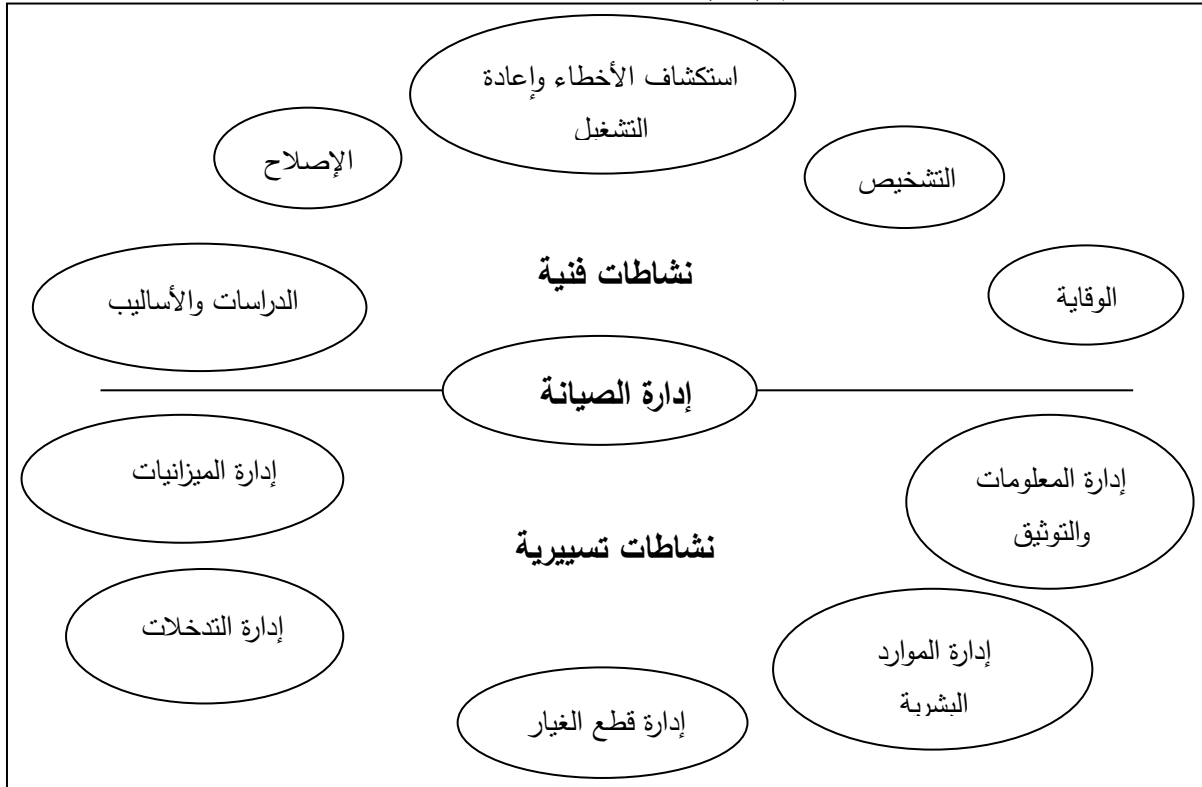 استكشاف الأخطاء وإعادة
التشغيل
الإصلاح
التشخيص
نشاطات فنية
الوقاية
الدراسات والأساليب
إدارة الصيانة
إدارة المعلومات
والتوثيق
إدارة الميزانيات
نشاطات تسييرية
إدارة التدخلات
إدارة الموارد
البشرية
إدارة قطع الغيار